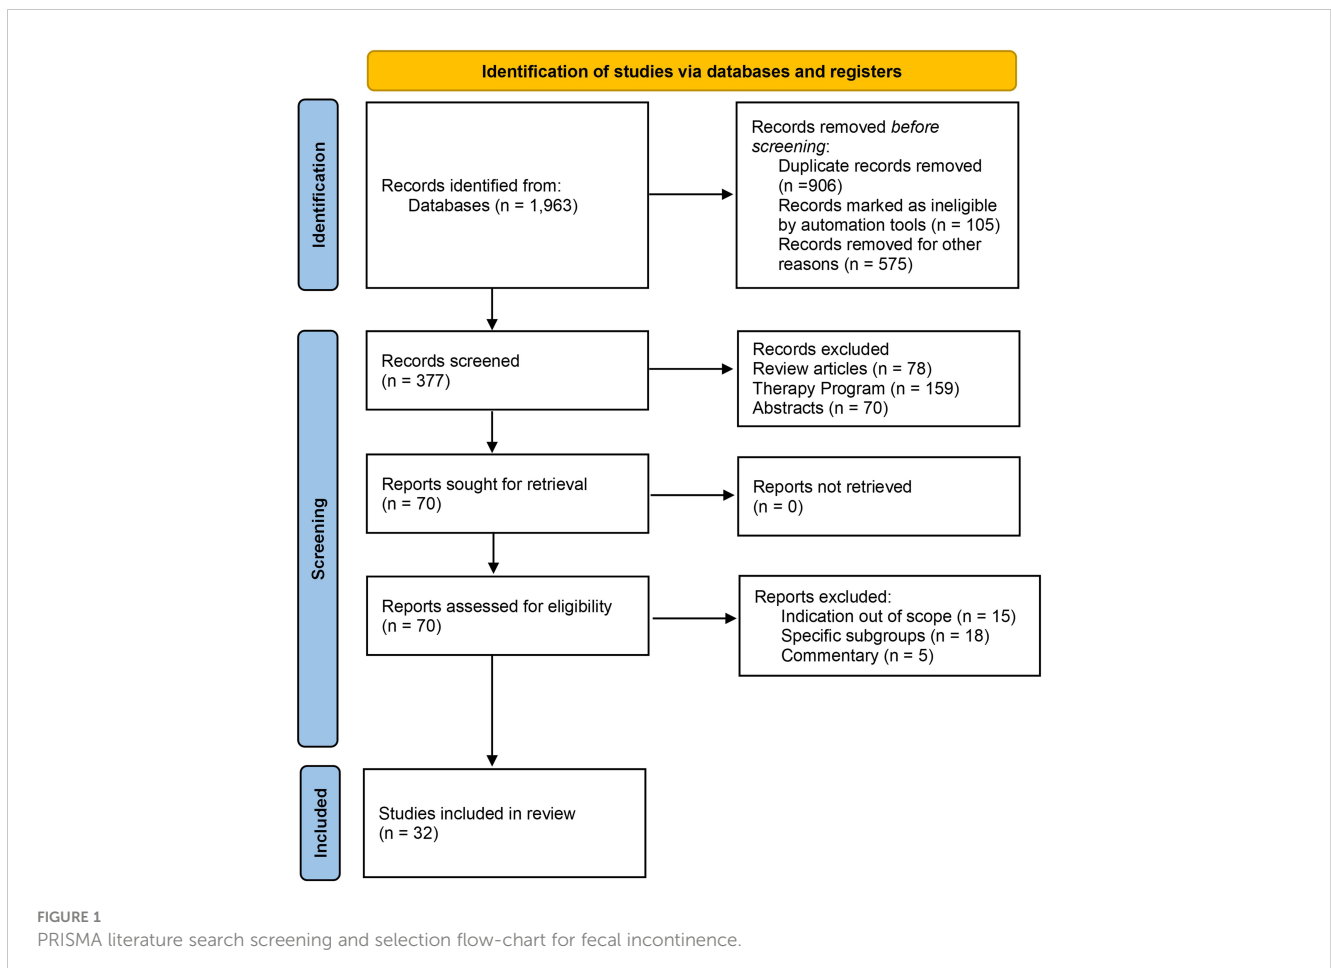 Identification of studies via databases and registers
Identification
Records identified from:
Databases (n = 1,963)
Records removed before
screening:
Duplicate records removed
(n =906)
Records marked as ineligible
by automation tools (n = 105)
Records removed for other
reasons (n = 575)
Screening
Records screened
(n = 377)
Records excluded
Review articles (n = 78)
Therapy Program (n = 159)
Abstracts (n = 70)
Reports sought for retrieval
(n = 70)
Reports not retrieved
(n = 0)
Reports assessed for eligibility
(n = 70)
Reports excluded:
Indication out of scope (n = 15)
Specific subgroups (n = 18)
Commentary (n = 5)
Included
Studies included in review
(n = 32)
FIGURE 1
PRISMA literature search screening and selection flow-chart for fecal incontinence.